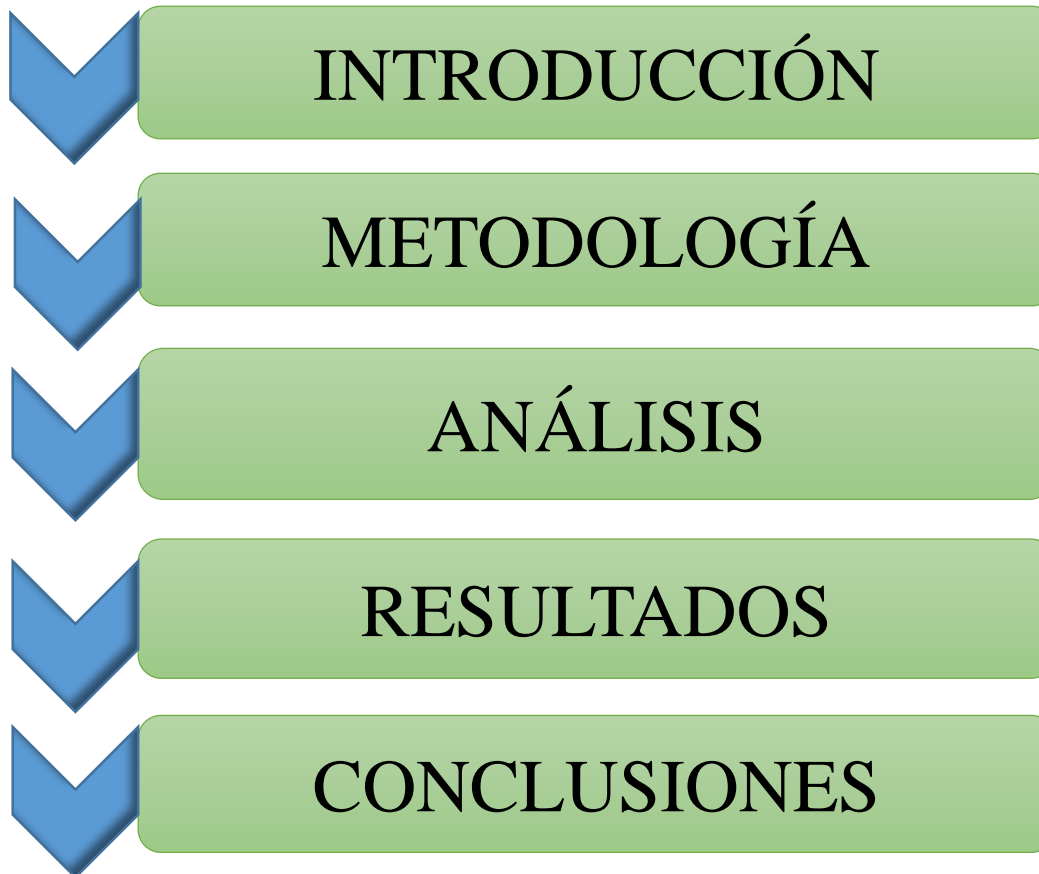 INTRODUCCIÓN
METODOLOGÍA
ANÁLISIS
RESULTADOS
CONCLUSIONES